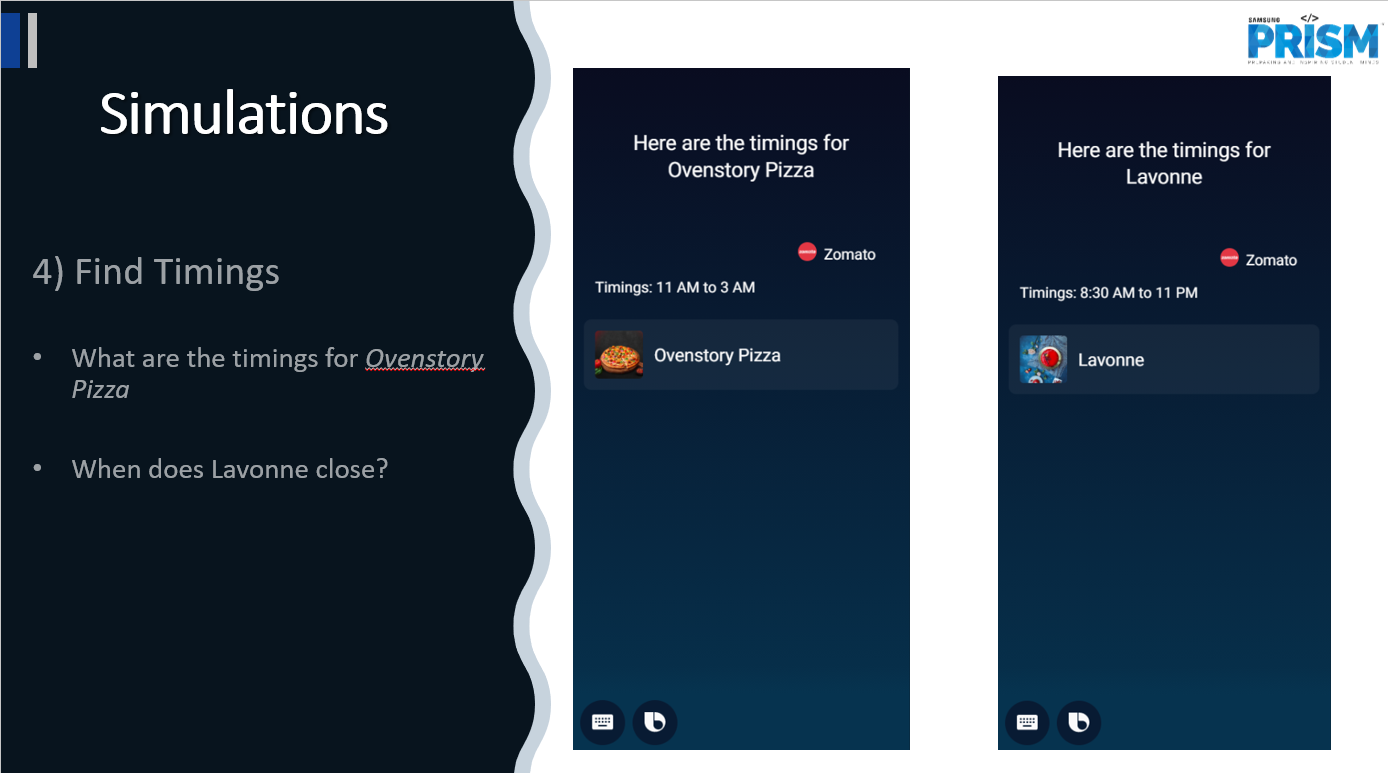 SAMSUNG </>
PRISM
Simulations
4) Find Timings
• What are the timings for Ovenstory
Pizza
• When does Lavonne close?
Here are the timings for
Ovenstory Pizza
Zomato
Timings: 11 AM to 3 AM
Ovenstory Pizza
Here are the timings for
Lavonne
Zomato
Timings: 8:30 AM to 11 PM
Lavonne